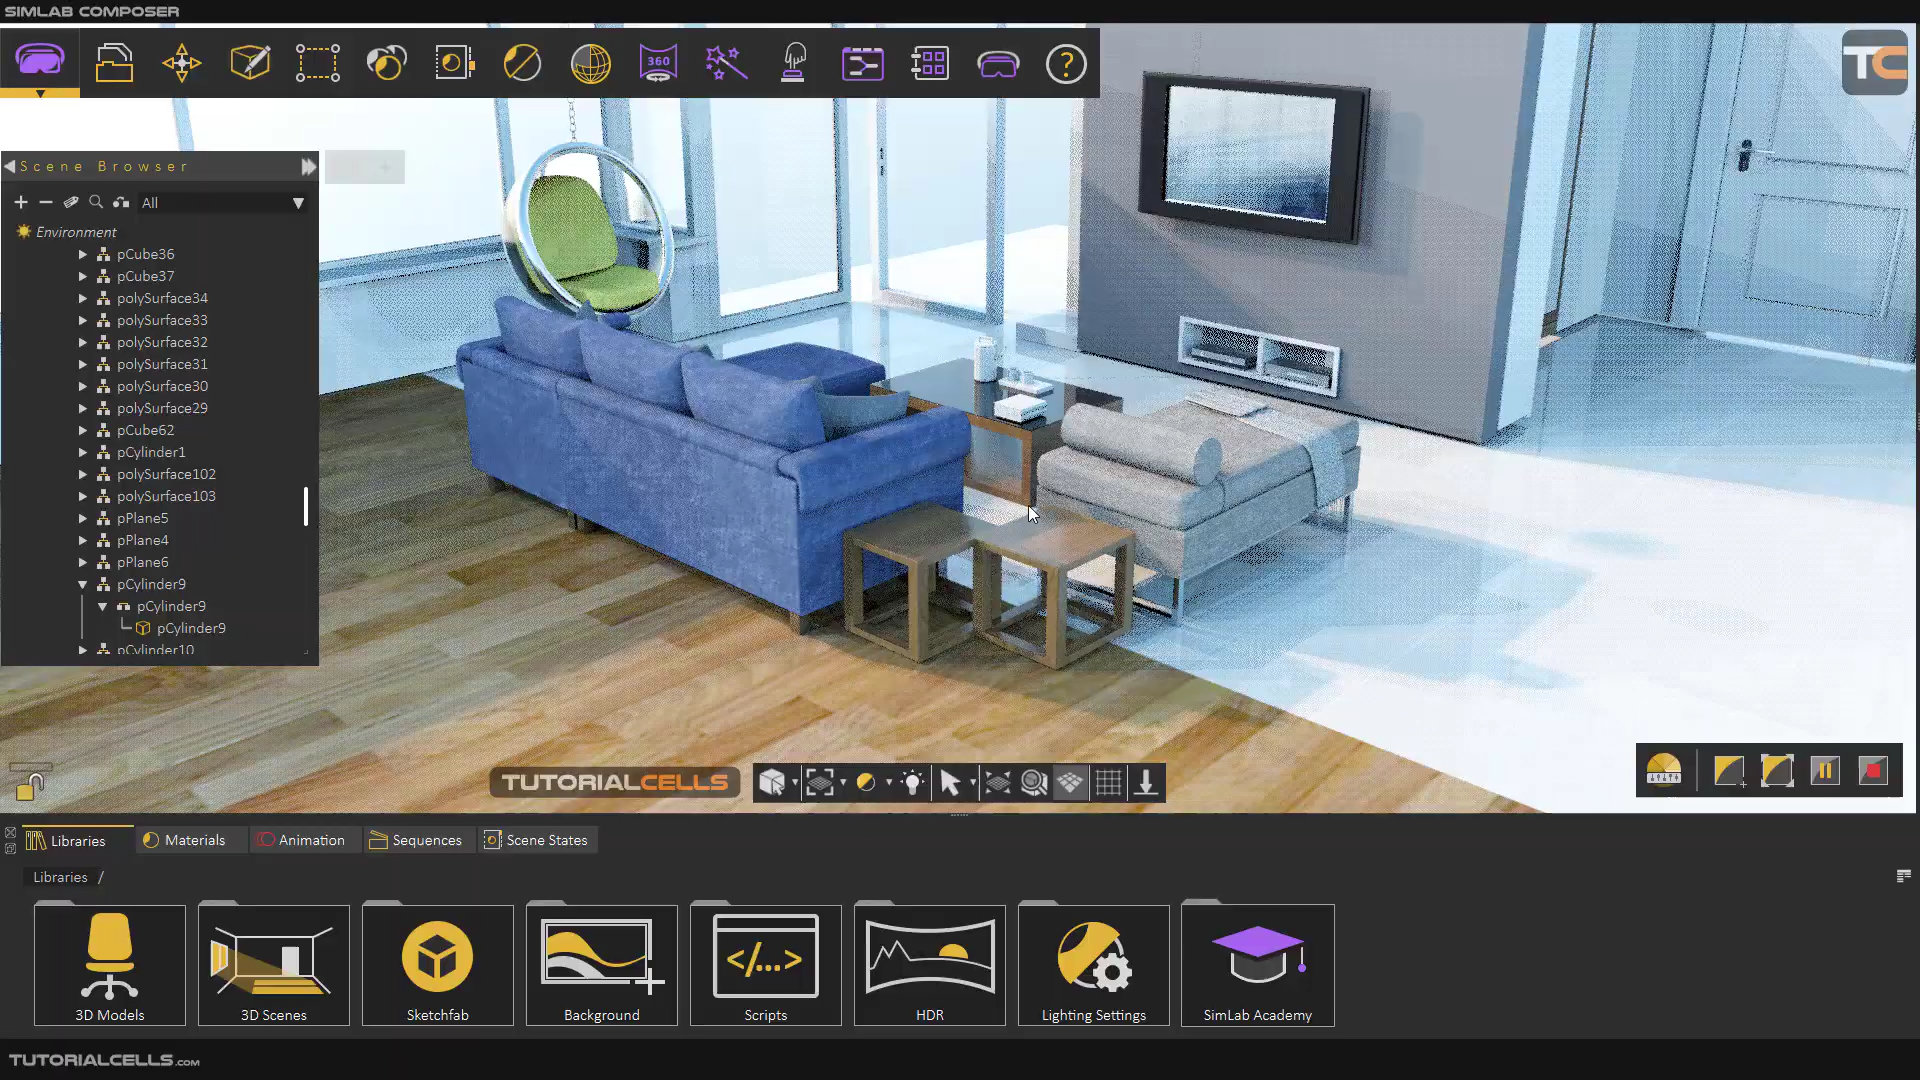 SIMLAB COMPOSER
360
?
TC
Scene Browser
All
Environment
pCube36
pCube37
polySurface34
polySurface33
polySurface32
polySurface31
polySurface30
polySurface29
pCube62
pCylinder1
polySurface102
polySurface103
pPlane5
pPlane4
pPlane6
pCylinder9
pCylinder9
pCylinder9
pCylinder10
TUTORIALCELLS
Libraries
Materials
Animation
Sequences
Scene States
Libraries /
</...>
3D Models
3D Scenes
Sketchfab
Background
Scripts
HDR
Lighting Settings
SimLab Academy
TUTORIALCELLS.com